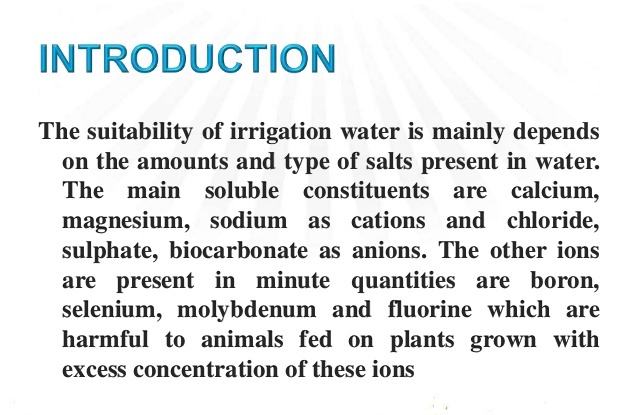 INTRODUCTION
The suitability of irrigation water is mainly depends
on the amounts and type of salts present in water.
The main soluble constituents are calcium,
magnesium, sodium as cations and chloride,
sulphate, biocarbonate as anions. The other ions
are present in minute quantities are boron,
selenium, molybdenum and fluorine which are
harmful to animals fed on plants grown with
excess concentration of these ions